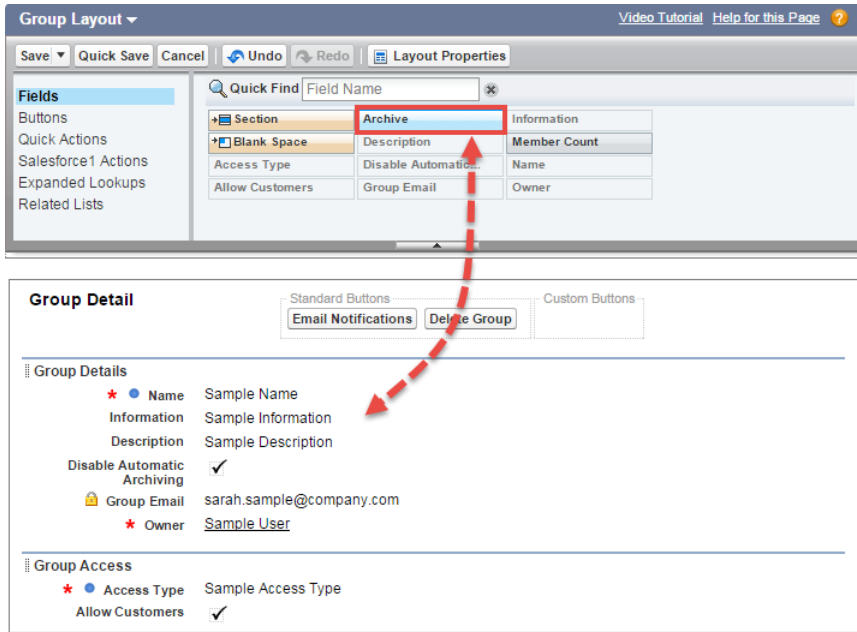 Group Layout
Video Tutorial Help for this Page ?
Save Quick Save Cancel Undo Redo Layout Properties
Fields
Buttons
Quick Actions
Salesforce1 Actions
Expanded Lookups
Related Lists
Quick Find Field Name
Section Archive Information
Blank Space Description Member Count
Access Type Disable Automatic... Name
Allow Customers Group Email Owner
Group Detail
Standard Buttons
Custom Buttons
Email Notifications Delete Group
Group Details
* Name Sample Name
Information Sample Information
Description Sample Description
Disable Automatic
Archiving
Group Email sarah.sample@company.com
* Owner Sample User
Group Access
* Access Type Sample Access Type
Allow Customers